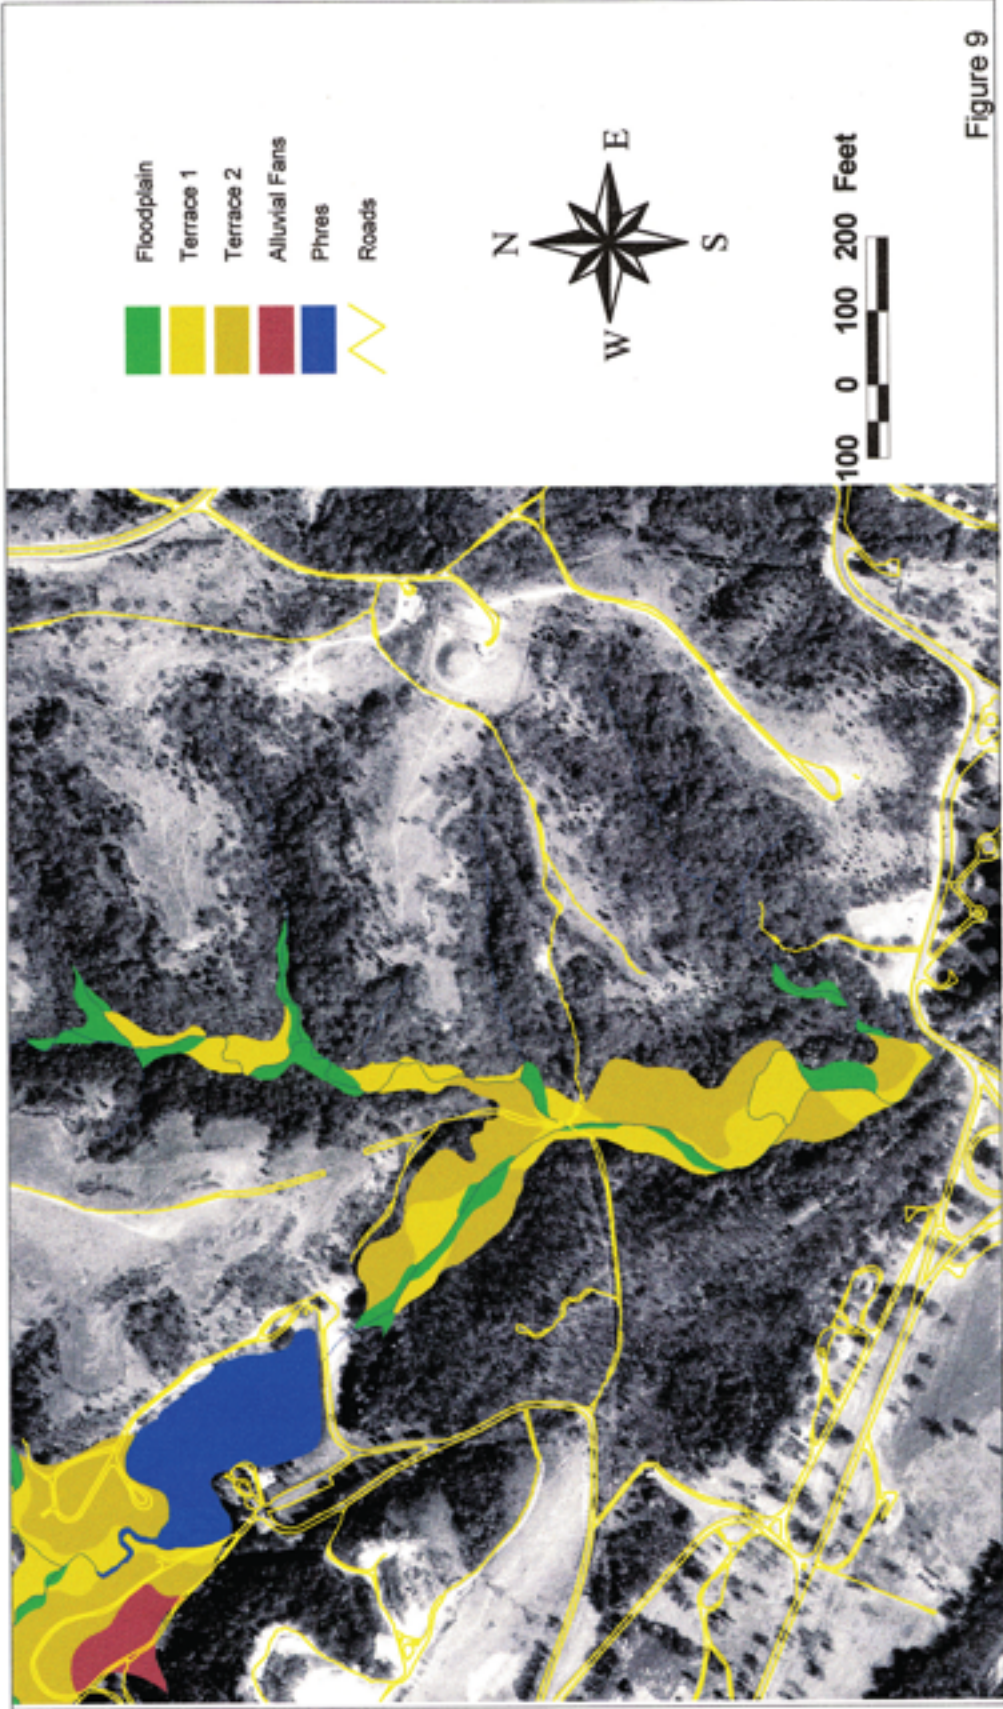 Floodplain
Terrace 1
Terrace 2
Alluvial Fans
Phres
Roads
N
W E
S
100 0 100 200 Feet
Figure 9